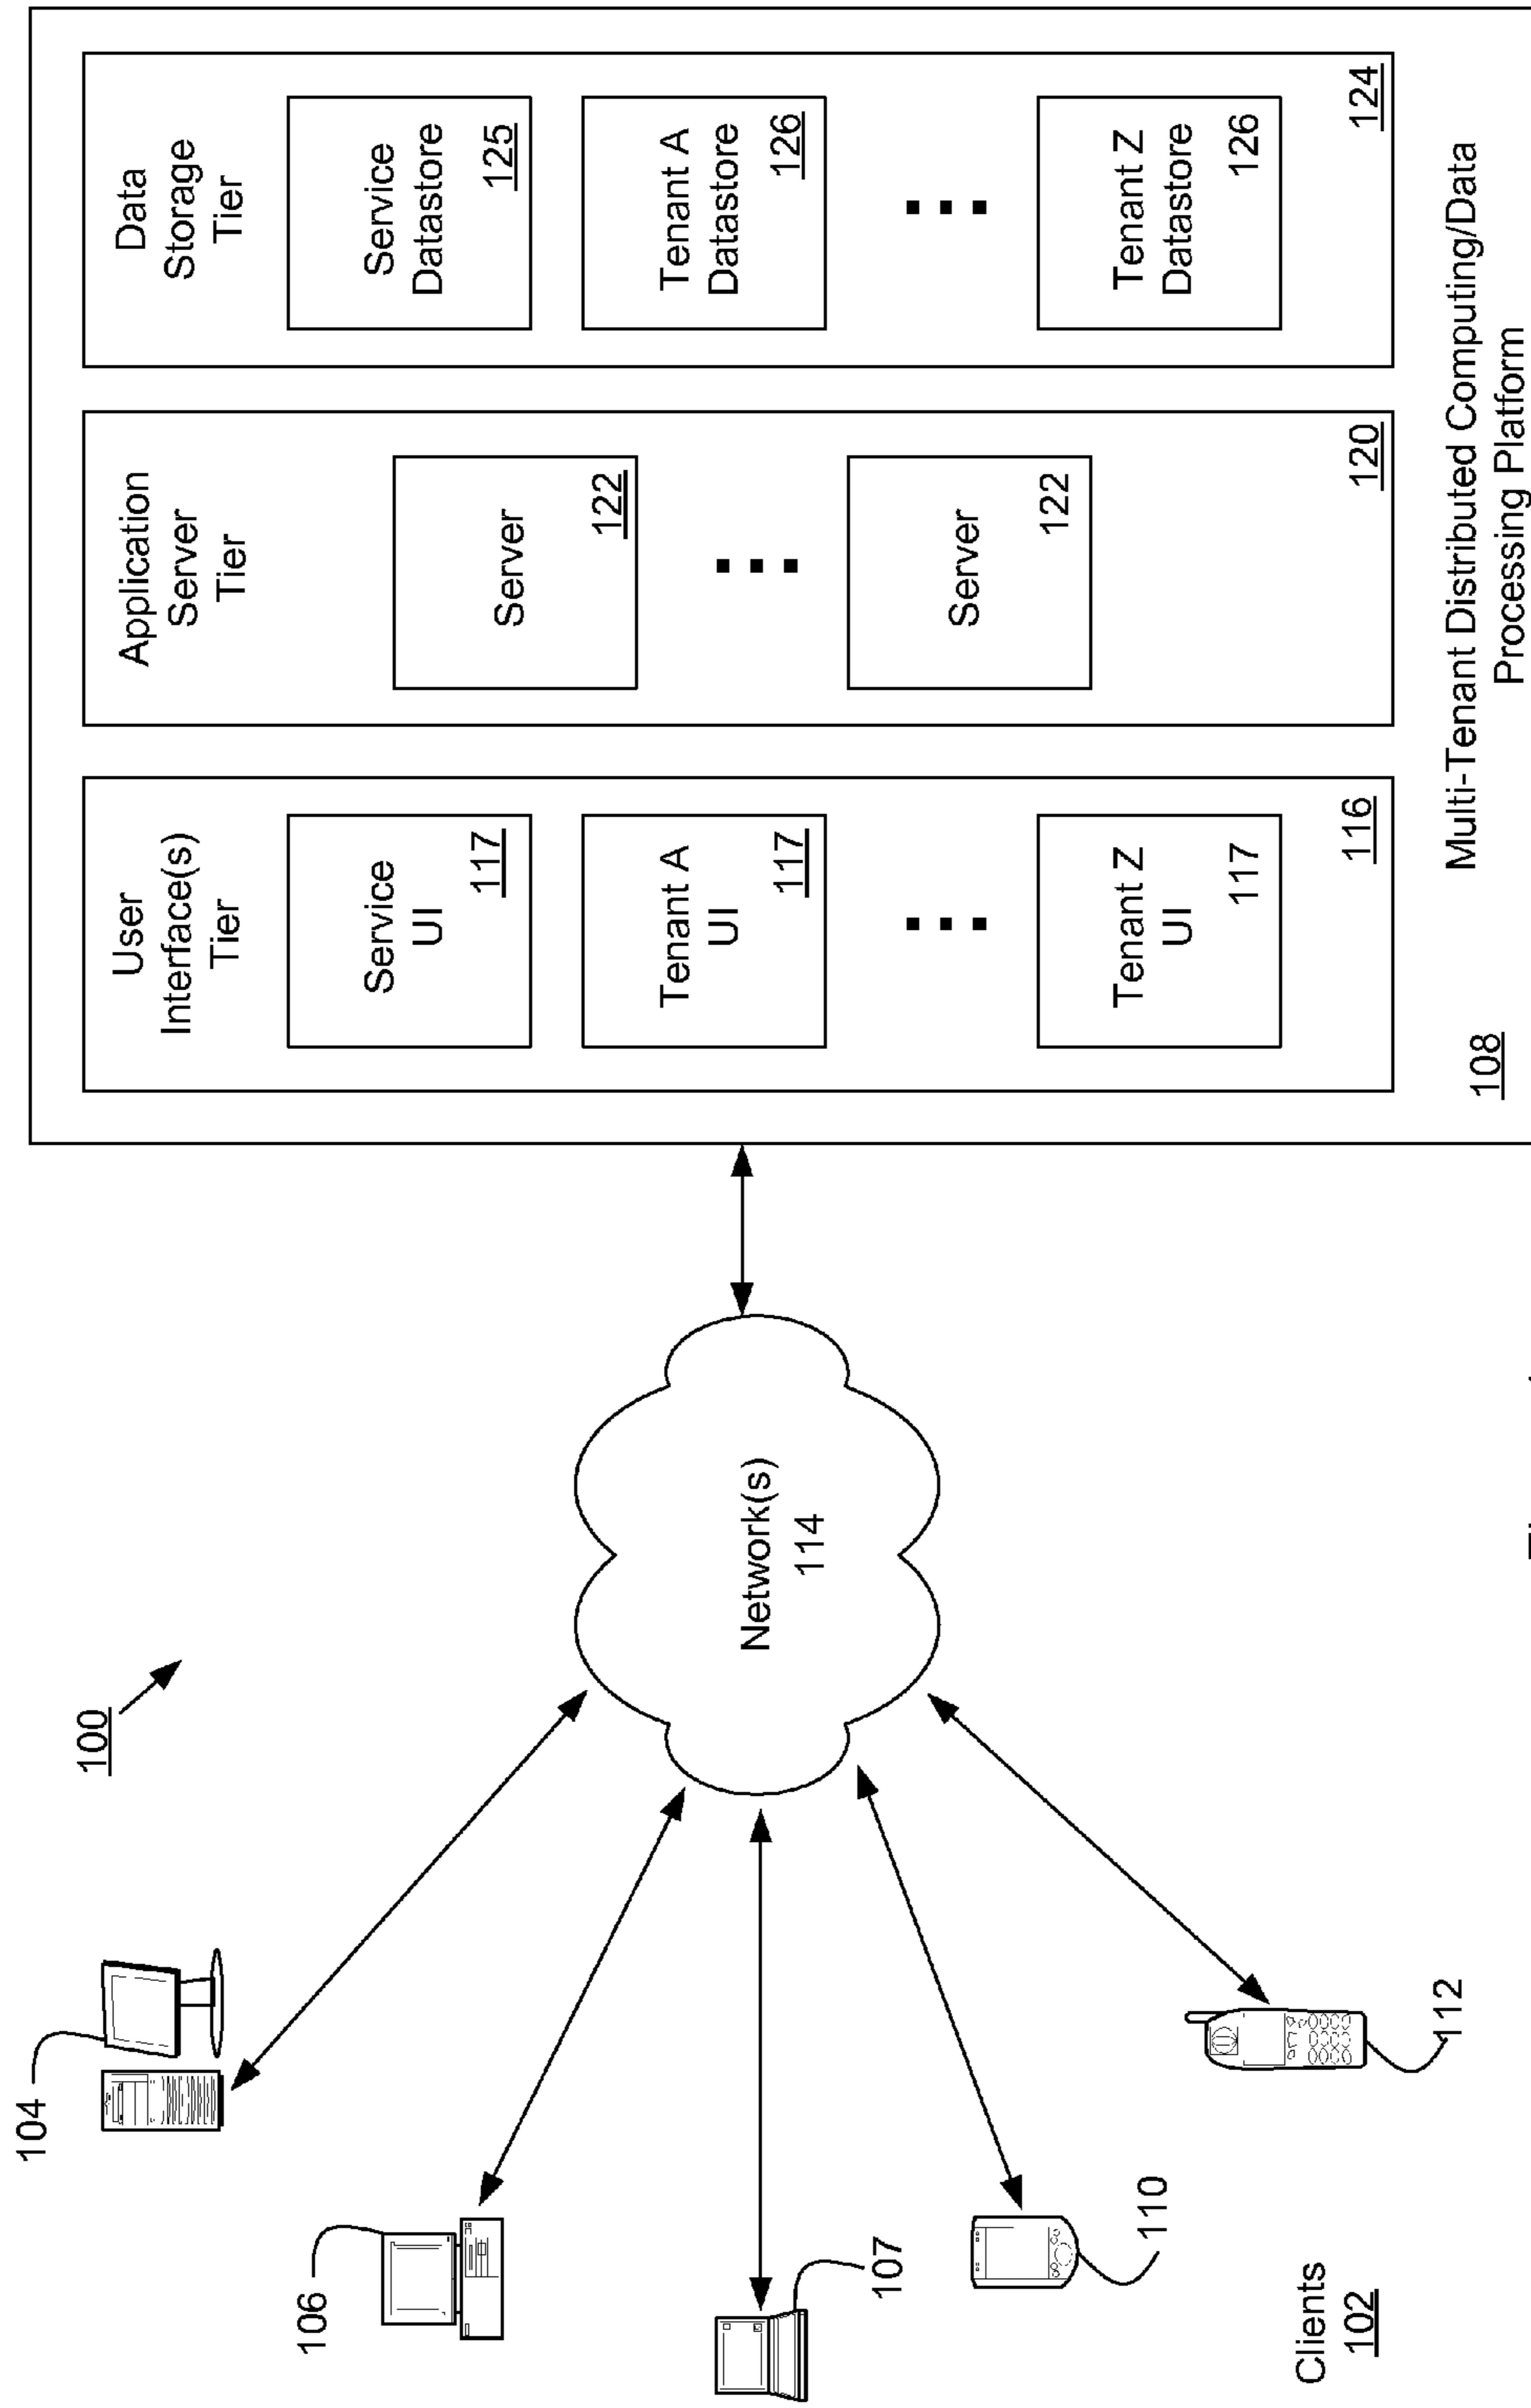 100
104
106
107
110
112
Clients
102
Network(s)
114
User
Interface(s)
Tier
Service
UI
117
Tenant A
UI
117
Tenant Z
UI
117
116
Application
Server
Tier
Server
122
Server
122
120
Data
Storage
Tier
Service
Datastore
125
Tenant A
Datastore
126
Tenant Z
Datastore
126
124
108
Multi-Tenant Distributed Computing/Data
Processing Platform